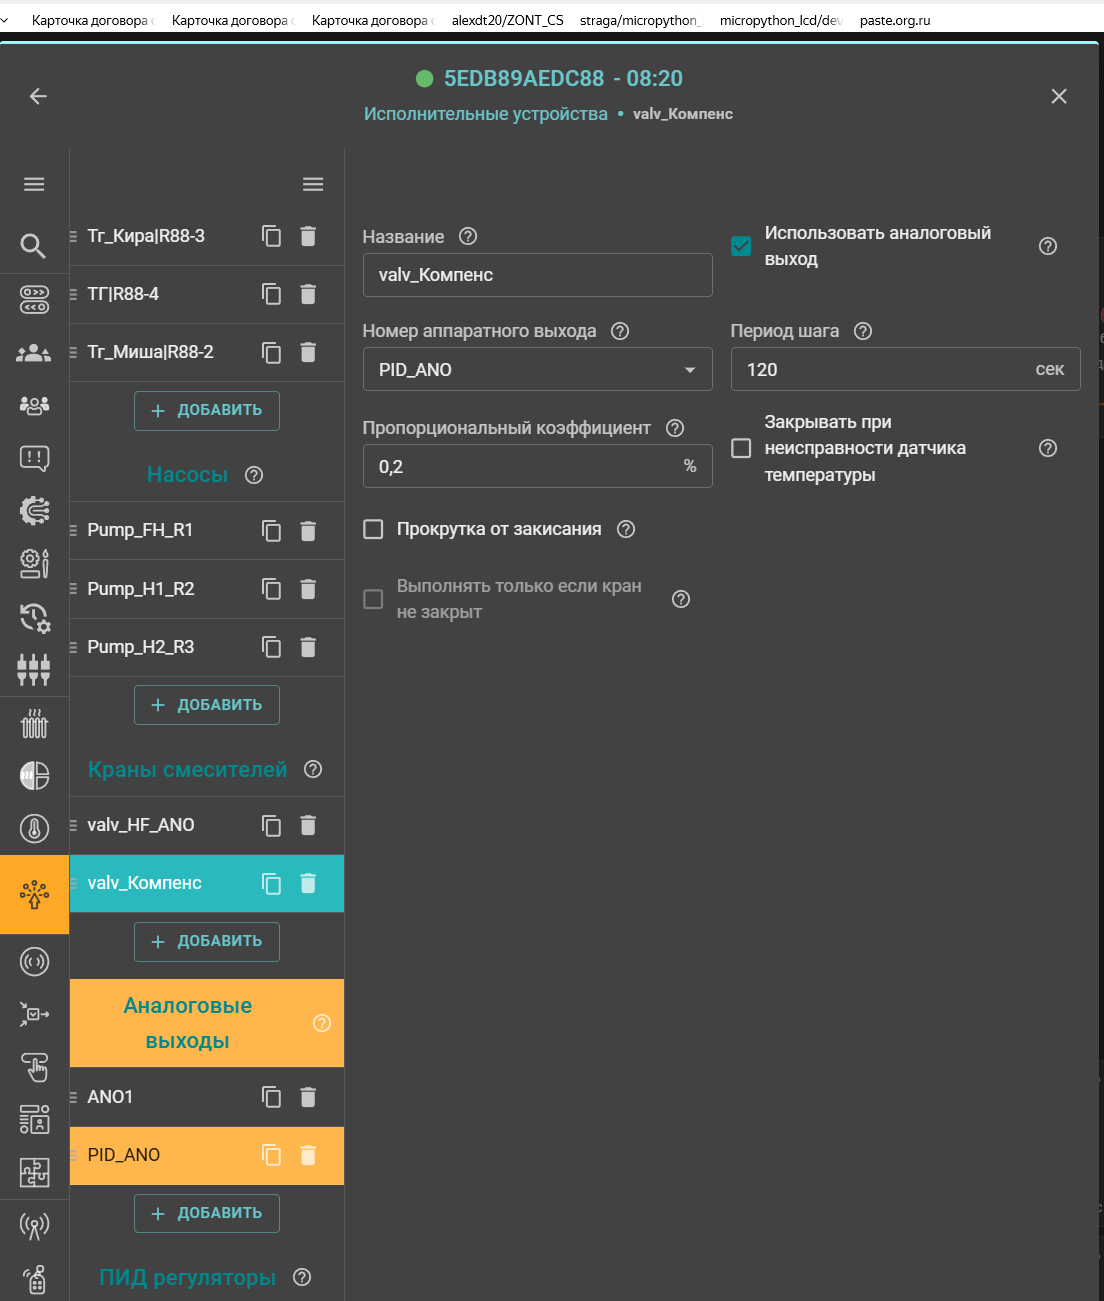 Карточка договора
Карточка договора
Карточка договора
alexdt20/ZONT_CS
straga/micropython_
micropython_lcd/dev
paste.org.ru
5EDB89AEDC88 - 08:20
Исполнительные устройства • valv_Компенс
Тг_Кира|R88-3
ТГ|R88-4
Тг_Миша|R88-2
+ ДОБАВИТЬ
Насосы
Pump_FH_R1
Pump_H1_R2
Pump_H2_R3
+ ДОБАВИТЬ
Краны смесителей
valv_HF_ANO
valv_Компенс
+ ДОБАВИТЬ
Аналоговые
выходы
ANO1
PID_ANO
+ ДОБАВИТЬ
ПИД регуляторы
Название
valv_Компенс
Использовать аналоговый
выход
Номер аппаратного выхода
PID_ANO
Период шага
120 сек
Пропорциональный коэффициент
0,2 %
Закрывать при
неисправности датчика
температуры
Прокрутка от закисания
Выполнять только если кран
не закрыт